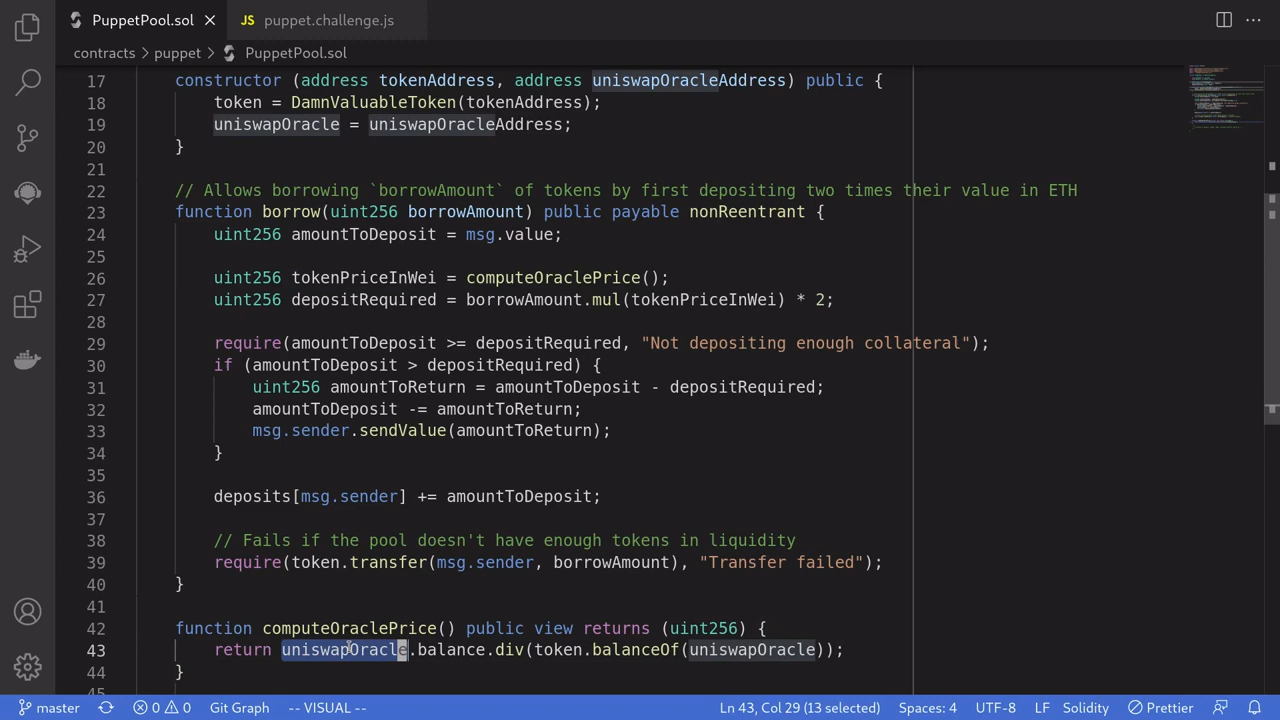 PuppetPool.sol
JS puppet.challenge.js
contracts > puppet > PuppetPool.sol
17 constructor (address tokenAddress, address uniswapOracleAddress) public {
18 token = DamnValuableToken(tokenAddress);
19 uniswapOracle = uniswapOracleAddress;
20 }
21
22 // Allows borrowing `borrowAmount` of tokens by first depositing two times their value in ETH
23 function borrow(uint256 borrowAmount) public payable nonReentrant {
24 uint256 amountToDeposit = msg.value;
25
26 uint256 tokenPriceInWei = computeOraclePrice();
27 uint256 depositRequired = borrowAmount.mul(tokenPriceInWei) * 2;
28
29 require(amountToDeposit >= depositRequired, "Not depositing enough collateral");
30 if (amountToDeposit > depositRequired) {
31 uint256 amountToReturn = amountToDeposit - depositRequired;
32 amountToDeposit -= amountToReturn;
33 msg.sender.sendValue(amountToReturn);
34 }
35
36 deposits[msg.sender] += amountToDeposit;
37
38 // Fails if the pool doesn't have enough tokens in liquidity
39 require(token.transfer(msg.sender, borrowAmount), "Transfer failed");
40 }
41
42 function computeOraclePrice() public view returns (uint256) {
43 return uniswapOracle.balance.div(token.balanceOf(uniswapOracle));
44 }
45
master 0 0 Git Graph -- VISUAL -- Ln 43, Col 29 (13 selected) Spaces: 4 UTF-8 LF Solidity Prettier